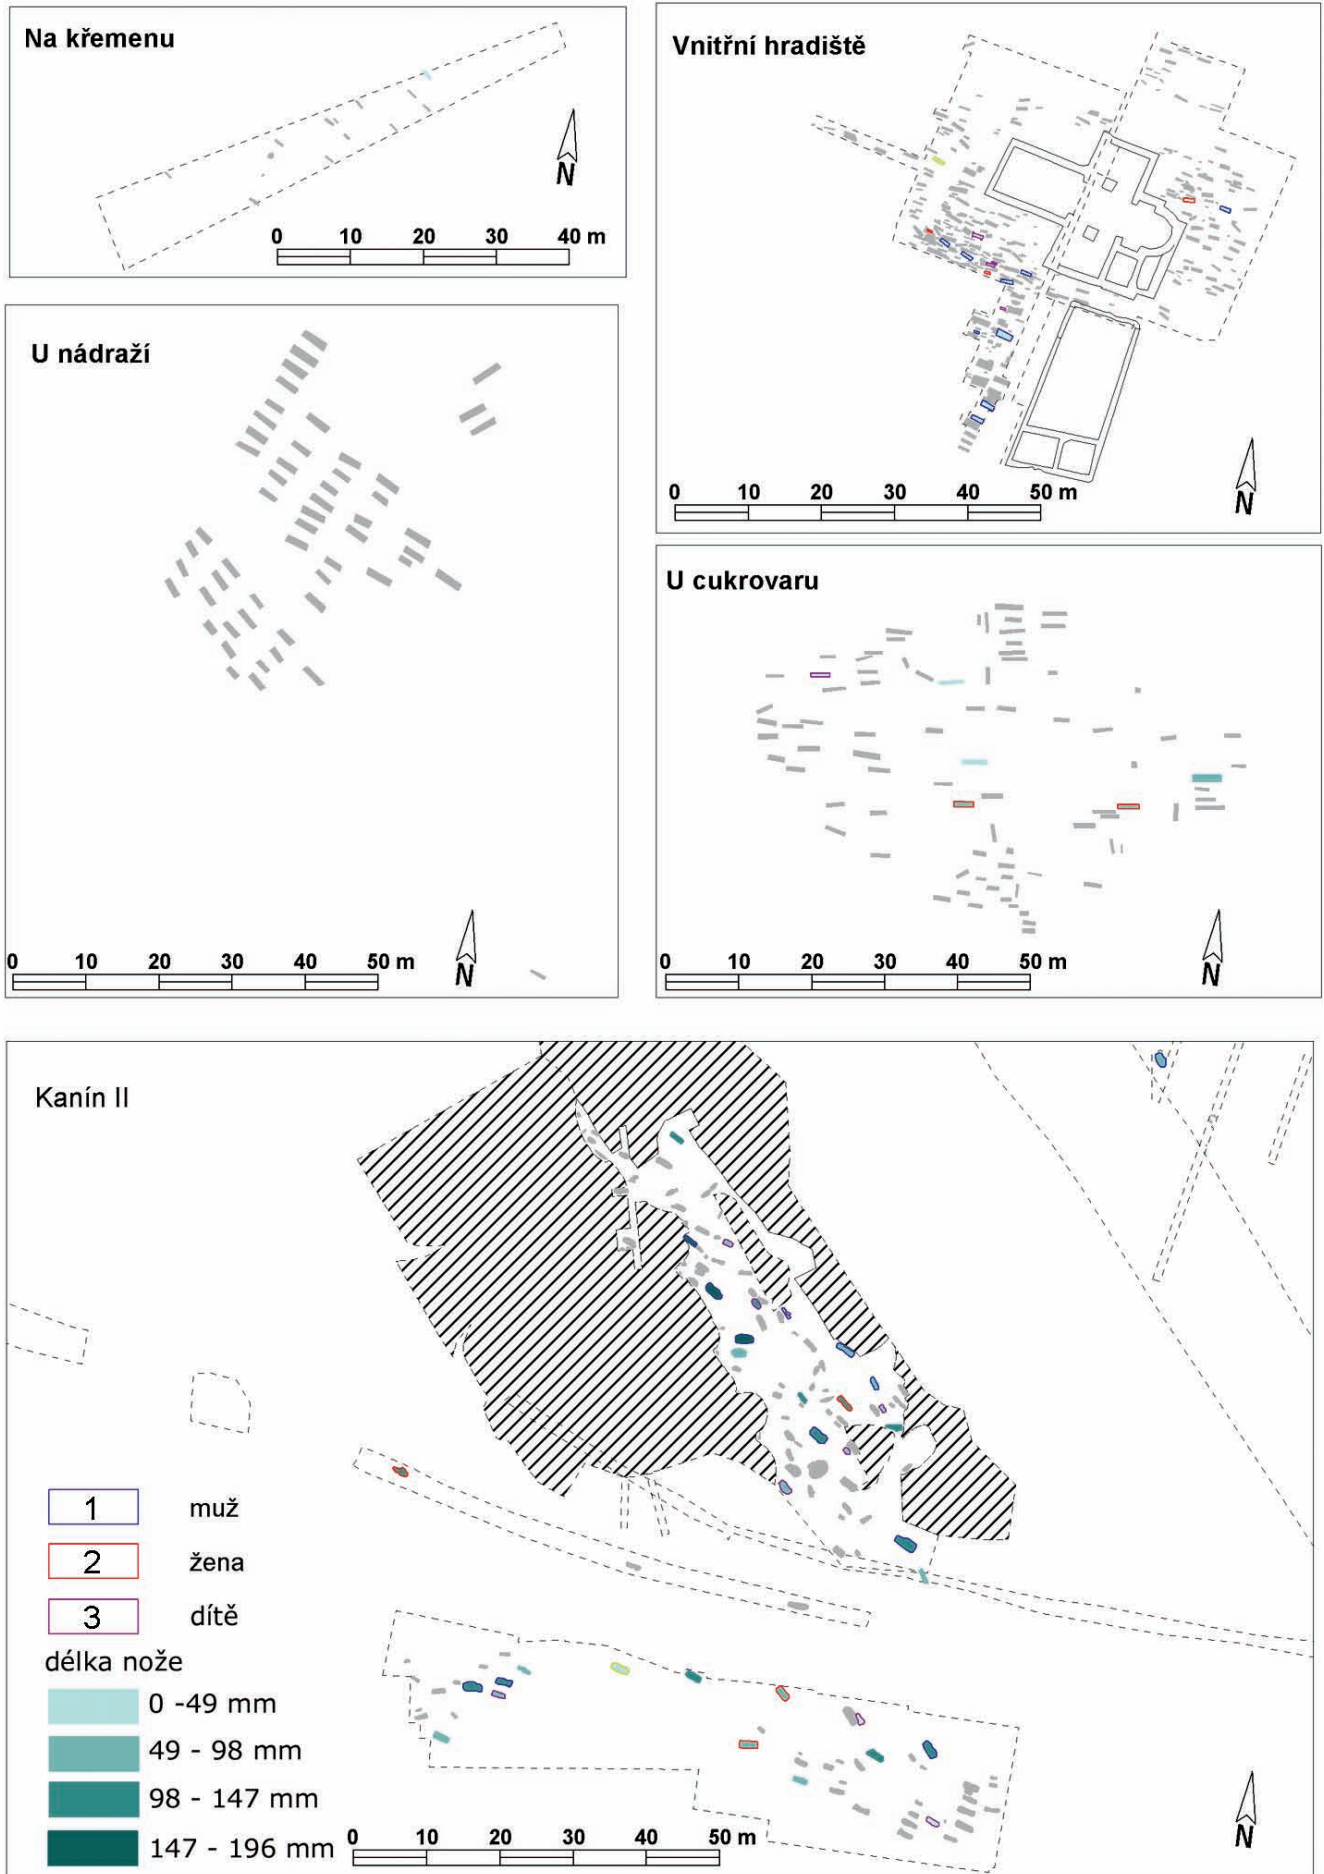 Na křemenu
N
0 10 20 30 40 m
Vnitřní hradiště
0 10 20 30 40 50 m
N
U nádraží
0 10 20 30 40 50 m
N
U cukrovaru
0 10 20 30 40 50 m
N
Kanín II
1 muž
2 žena
3 dítě
délka nože
0 -49 mm
49 - 98 mm
98 - 147 mm
147 - 196 mm
0 10 20 30 40 50 m
N